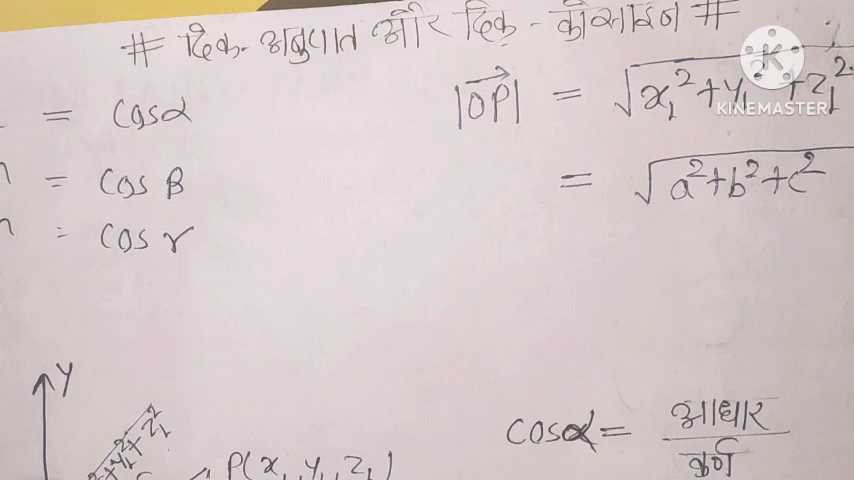 # दिक्-अनुपात और दिक्-कोसाइन #
= cosα
|OP| = √x₁²+y₁²+z₁²
KINEMASTER
= cos β
= √a²+b²+c²
= cos γ
Y
cosα = आधार/कर्ण
P(x₁, y₁, z₁)